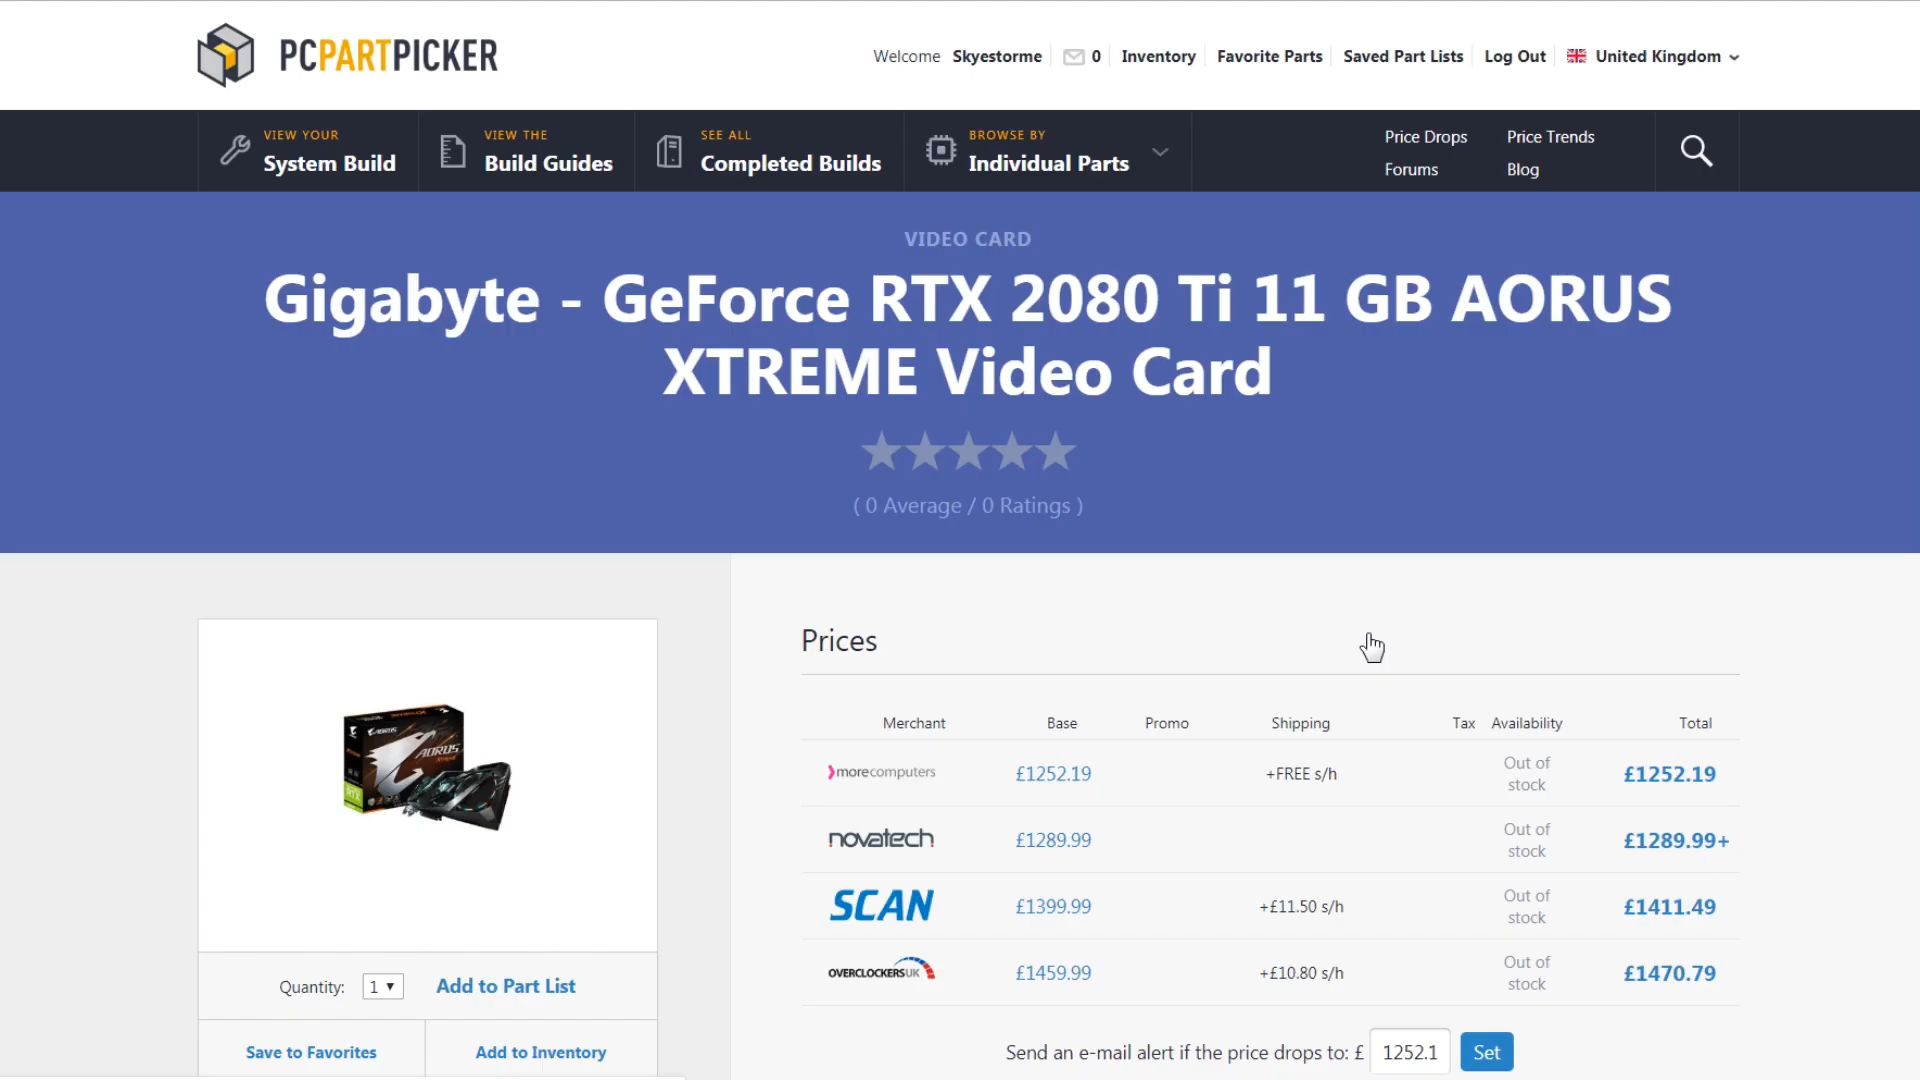 PCPARTPICKER
Welcome Skyestorme 0 Inventory Favorite Parts Saved Part Lists Log Out United Kingdom
VIEW YOUR
System Build
VIEW THE
Build Guides
SEE ALL
Completed Builds
BROWSE BY
Individual Parts
Price Drops Price Trends
Forums Blog
VIDEO CARD
Gigabyte - GeForce RTX 2080 Ti 11 GB AORUS
XTREME Video Card
( 0 Average / 0 Ratings )
AORUS
AORUS
XTREME
RTX
Quantity: 1 Add to Part List
Save to Favorites Add to Inventory
Prices
Merchant Base Promo Shipping Tax Availability Total
morecomputers £1252.19 +FREE s/h Out of stock £1252.19
novatech £1289.99 Out of stock £1289.99+
SCAN £1399.99 +£11.50 s/h Out of stock £1411.49
OVERCLOCKERSUK £1459.99 +£10.80 s/h Out of stock £1470.79
Send an e-mail alert if the price drops to: £ 1252.1 Set